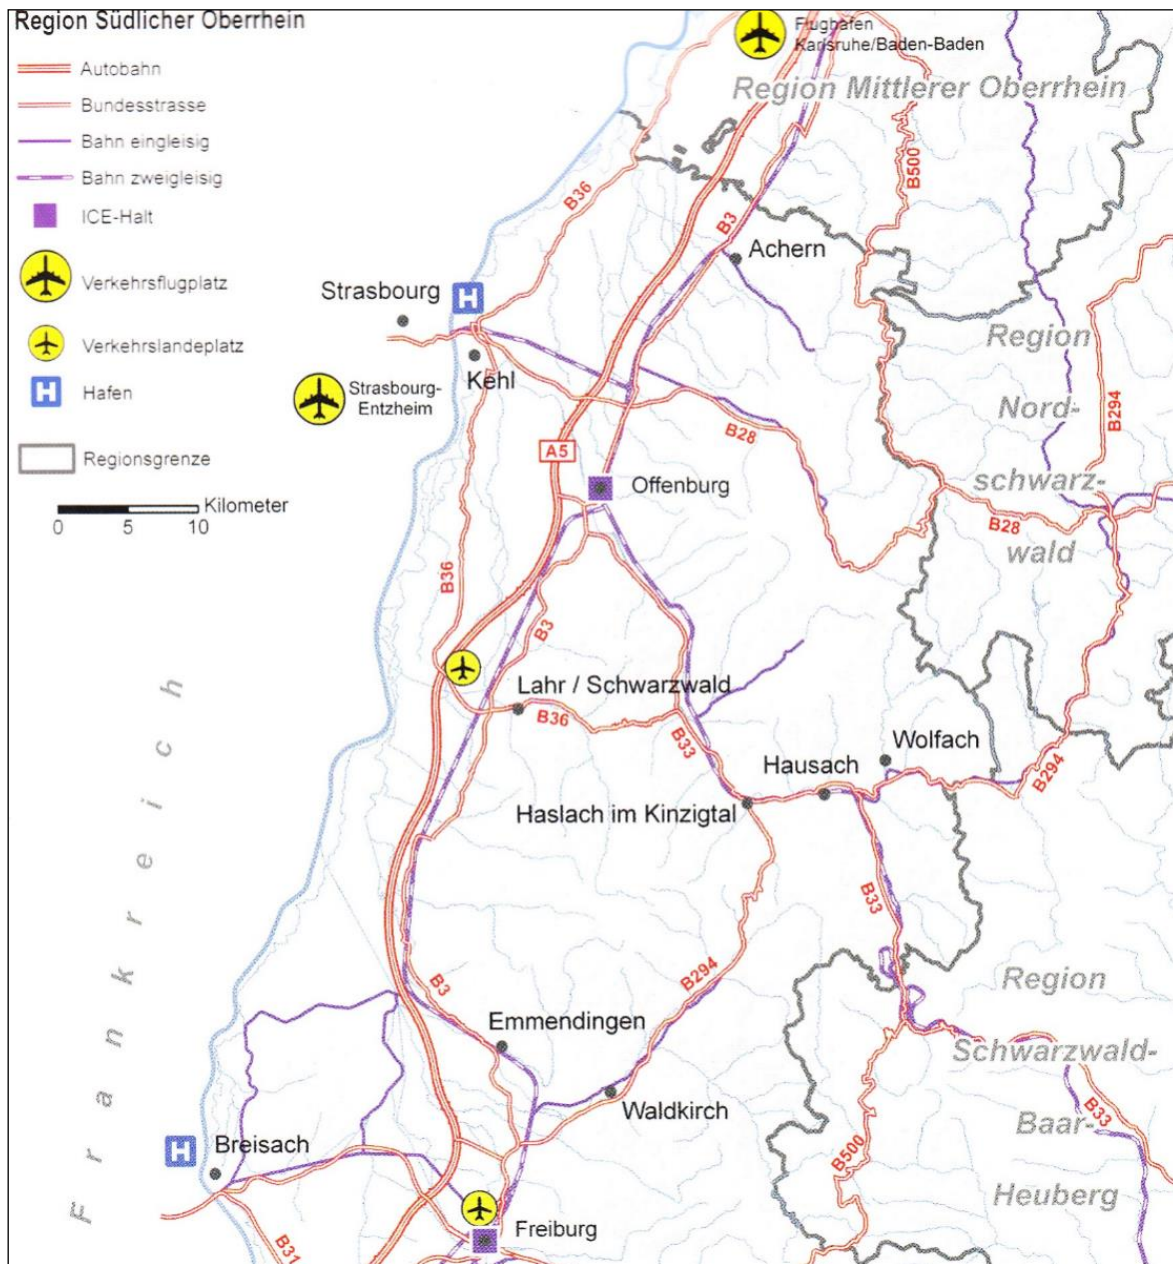 Region Südlicher Oberrhein
Autobahn
Bundesstrasse
Bahn eingleisig
Bahn zweigleisig
ICE-Halt
Verkehrsflugplatz
Verkehrslandeplatz
H
Hafen
Regionsgrenze
Kilometer
0 5 10
Flughafen
Karlsruhe/Baden-Baden
Region Mittlerer Oberrhein
B36
B500
B3
Achern
Strasbourg
H
Kehl
Strasbourg-
Entzheim
Region
Nord-
schwarz-
wald
B294
B28
A5
Offenburg
B28
B36
B3
Lahr / Schwarzwald
B36
B33
Wolfach
Hausach
B294
Haslach im Kinzigtal
B33
Frankreich
B294
B3
Region
Schwarzwald-
Baar-
Heuberg
Emmendingen
Waldkirch
B33
H
Breisach
B500
Freiburg
B31